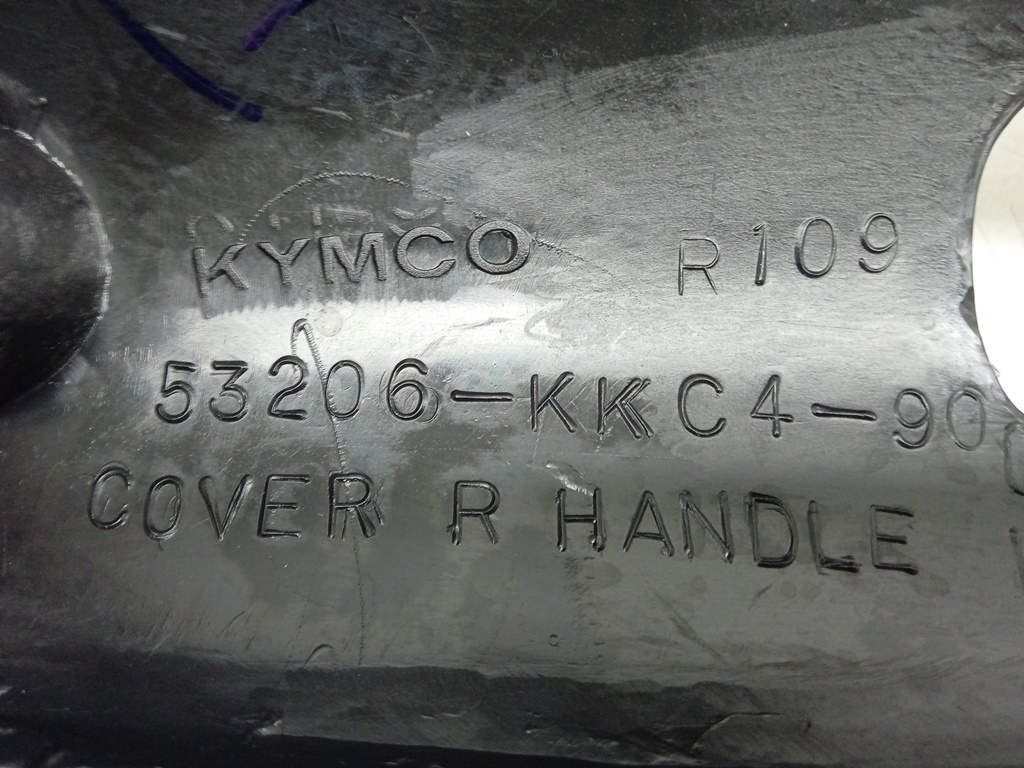 KYMCO R109
53206-KKC4-90
COVER R HANDLE